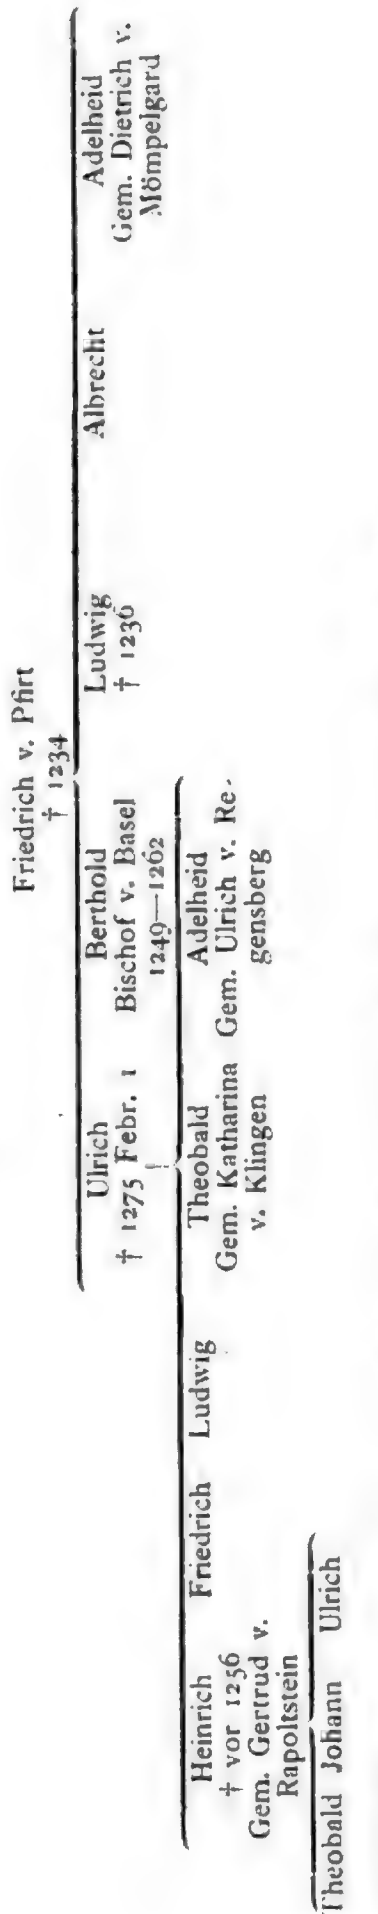 Friedrich v. Pfirt
† 1234
Ulrich
† 1275 Febr. 1
Berthold
Bischof v. Basel
1249—1262
Ludwig
† 1236
Albrecht
Adelheid
Gem. Dietrich v.
Mömpelgard
Heinrich
† vor 1256
Gem. Gertrud v.
Rapoltstein
Friedrich
Ludwig
Theobald
Gem. Katharina
v. Klingen
Adelheid
Gem. Ulrich v. Re-
gensberg
Theobald
Johann
Ulrich